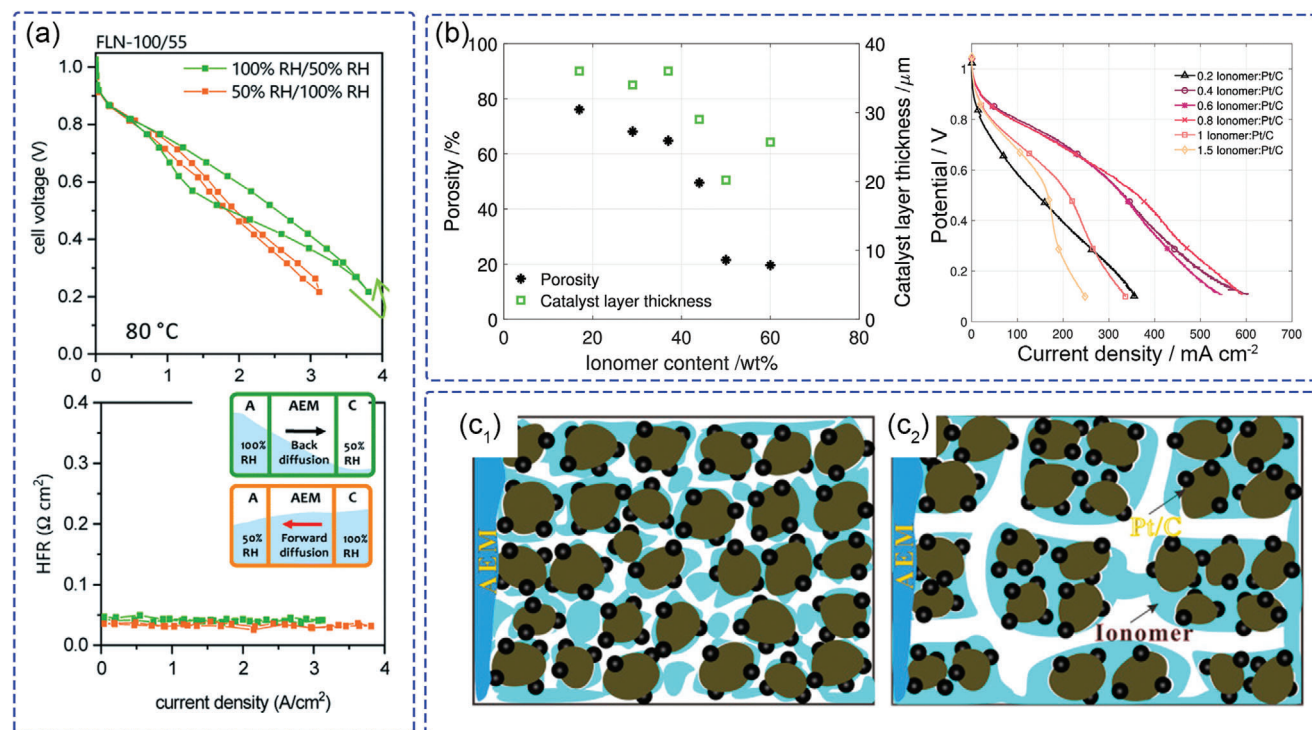 (a)
FLN-100/55
100% RH/50% RH
50% RH/100% RH
1.0
0.8
0.6
0.4
0.2
0.0
cell voltage (V)
80 °C
0 1 2 3 4
0.4
0.3
0.2
0.1
0.0
HFR (Ω cm²)
A AEM C
100% RH
Back diffusion
50% RH
A AEM C
50% RH
Forward diffusion
100% RH
0 1 2 3 4
current density (A/cm²)
(b)
100
80
60
40
20
0
Porosity /%
Porosity
Catalyst layer thickness
40
30
20
10
0
Catalyst layer thickness /μm
0 20 40 60 80
Ionomer content /wt%
1
0.8
0.6
0.4
0.2
0
Potential / V
0.2 Ionomer:Pt/C
0.4 Ionomer:Pt/C
0.6 Ionomer:Pt/C
0.8 Ionomer:Pt/C
1 Ionomer:Pt/C
1.5 Ionomer:Pt/C
0 100 200 300 400 500 600 700
Current density / mA cm⁻²
(c₁)
AEM
(c₂)
AEM
Pt/C
Ionomer